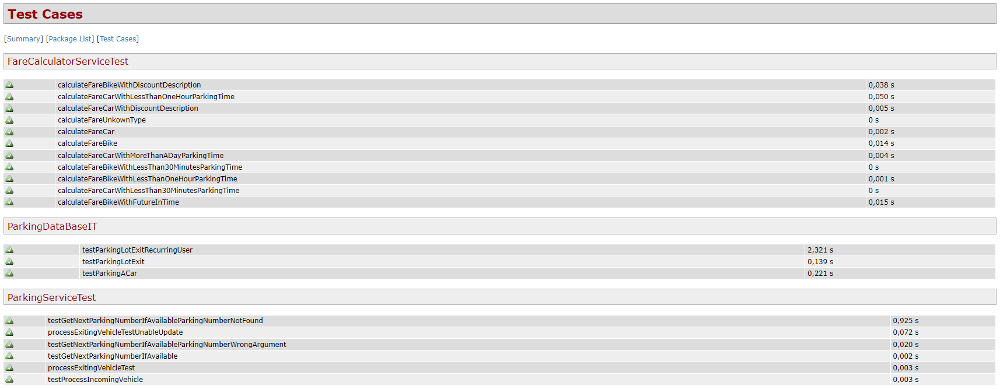 Test Cases
[Summary] [Package List] [Test Cases]
FareCalculatorServiceTest
calculateFareBikeWithDiscountDescription 0,038 s
calculateFareCarWithLessThanOneHourParkingTime 0,050 s
calculateFareCarWithDiscountDescription 0,005 s
calculateFareUnkownType 0 s
calculateFareCar 0,002 s
calculateFareBike 0,014 s
calculateFareCarWithMoreThanADayParkingTime 0,004 s
calculateFareBikeWithLessThan30MinutesParkingTime 0 s
calculateFareBikeWithLessThanOneHourParkingTime 0,001 s
calculateFareCarWithLessThan30MinutesParkingTime 0 s
calculateFareBikeWithFutureInTime 0,015 s
ParkingDataBaseIT
testParkingLotExitRecurringUser 2,321 s
testParkingLotExit 0,139 s
testParkingACar 0,221 s
ParkingServiceTest
testGetNextParkingNumberIfAvailableParkingNumberNotFound 0,925 s
processExitingVehicleTestUnableUpdate 0,072 s
testGetNextParkingNumberIfAvailableParkingNumberWrongArgument 0,020 s
testGetNextParkingNumberIfAvailable 0,002 s
processExitingVehicleTest 0,003 s
testProcessIncomingVehicle 0,003 s